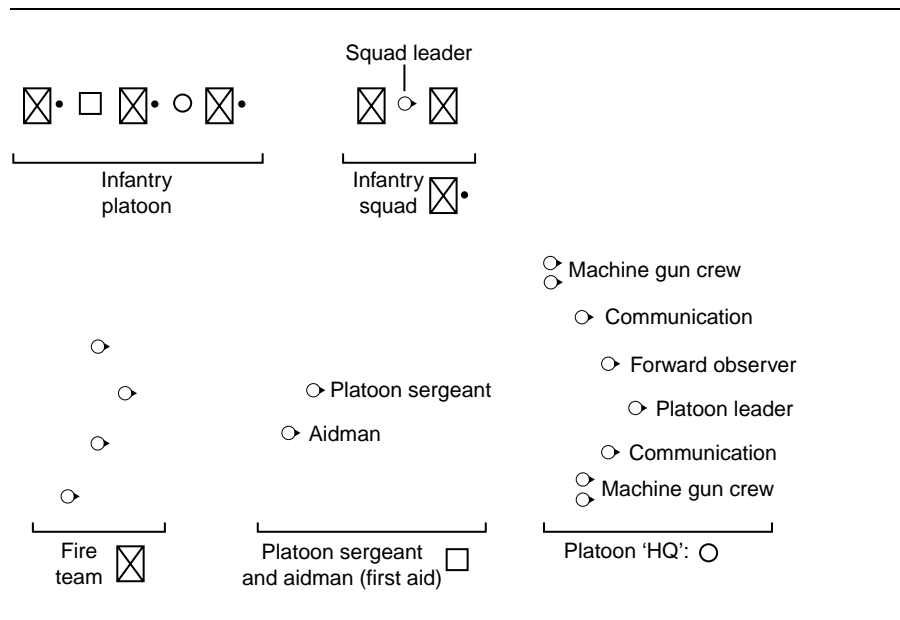 Squad leader
Infantry
platoon
Infantry
squad
Machine gun crew
Communication
Forward observer
Platoon sergeant
Platoon leader
Aidman
Communication
Machine gun crew
Fire
team
Platoon sergeant
and aidman (first aid)
Platoon ‘HQ’: